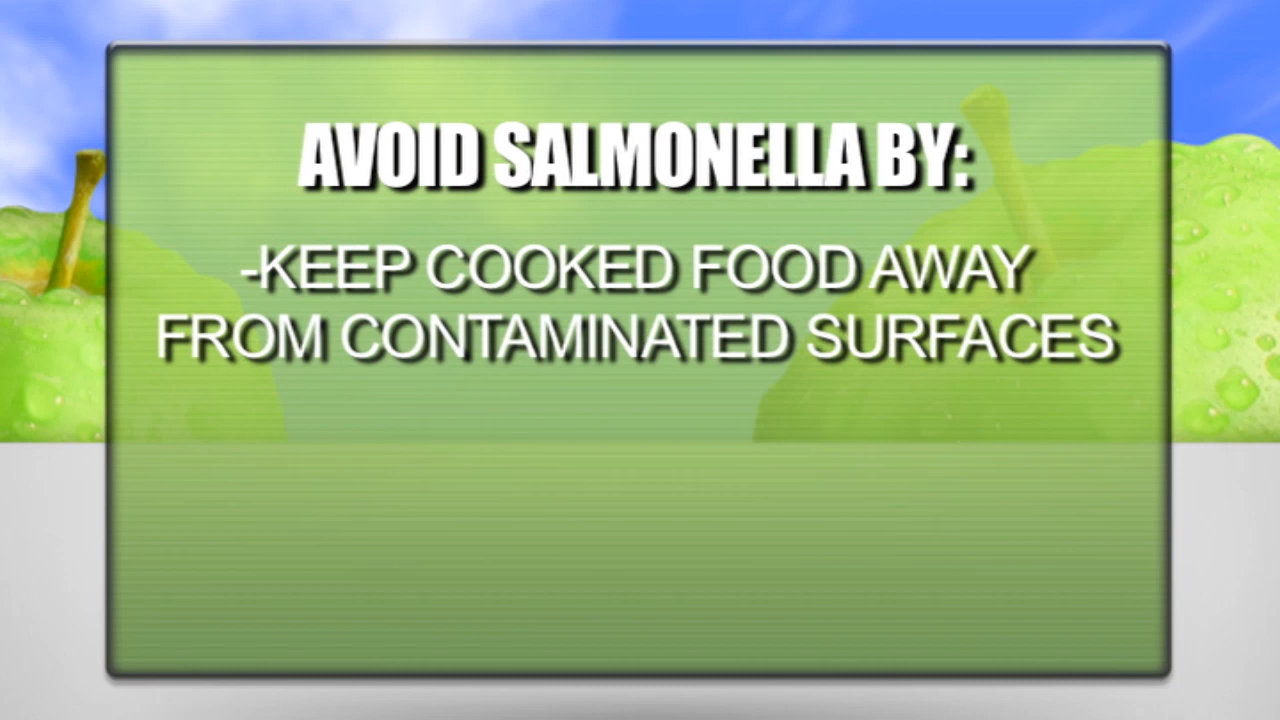 AVOID SALMONELLA BY:
-KEEP COOKED FOOD AWAY
FROM CONTAMINATED SURFACES